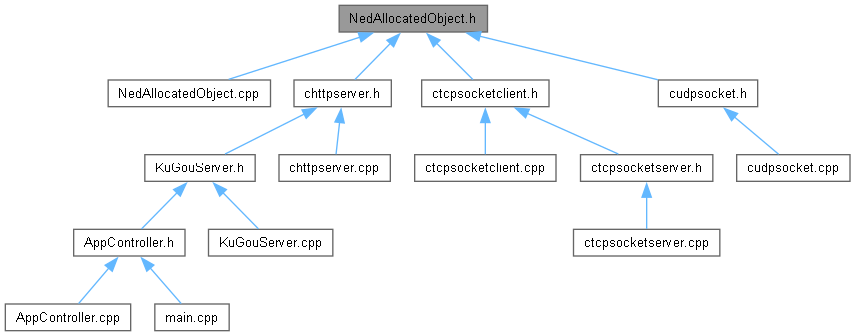 NedAllocatedObject.h
NedAllocatedObject.cpp
chttpserver.h
ctcpsocketclient.h
cudpsocket.h
KuGouServer.h
chttpserver.cpp
ctcpsocketclient.cpp
ctcpsocketserver.h
cudpsocket.cpp
AppController.h
KuGouServer.cpp
ctcpsocketserver.cpp
AppController.cpp
main.cpp